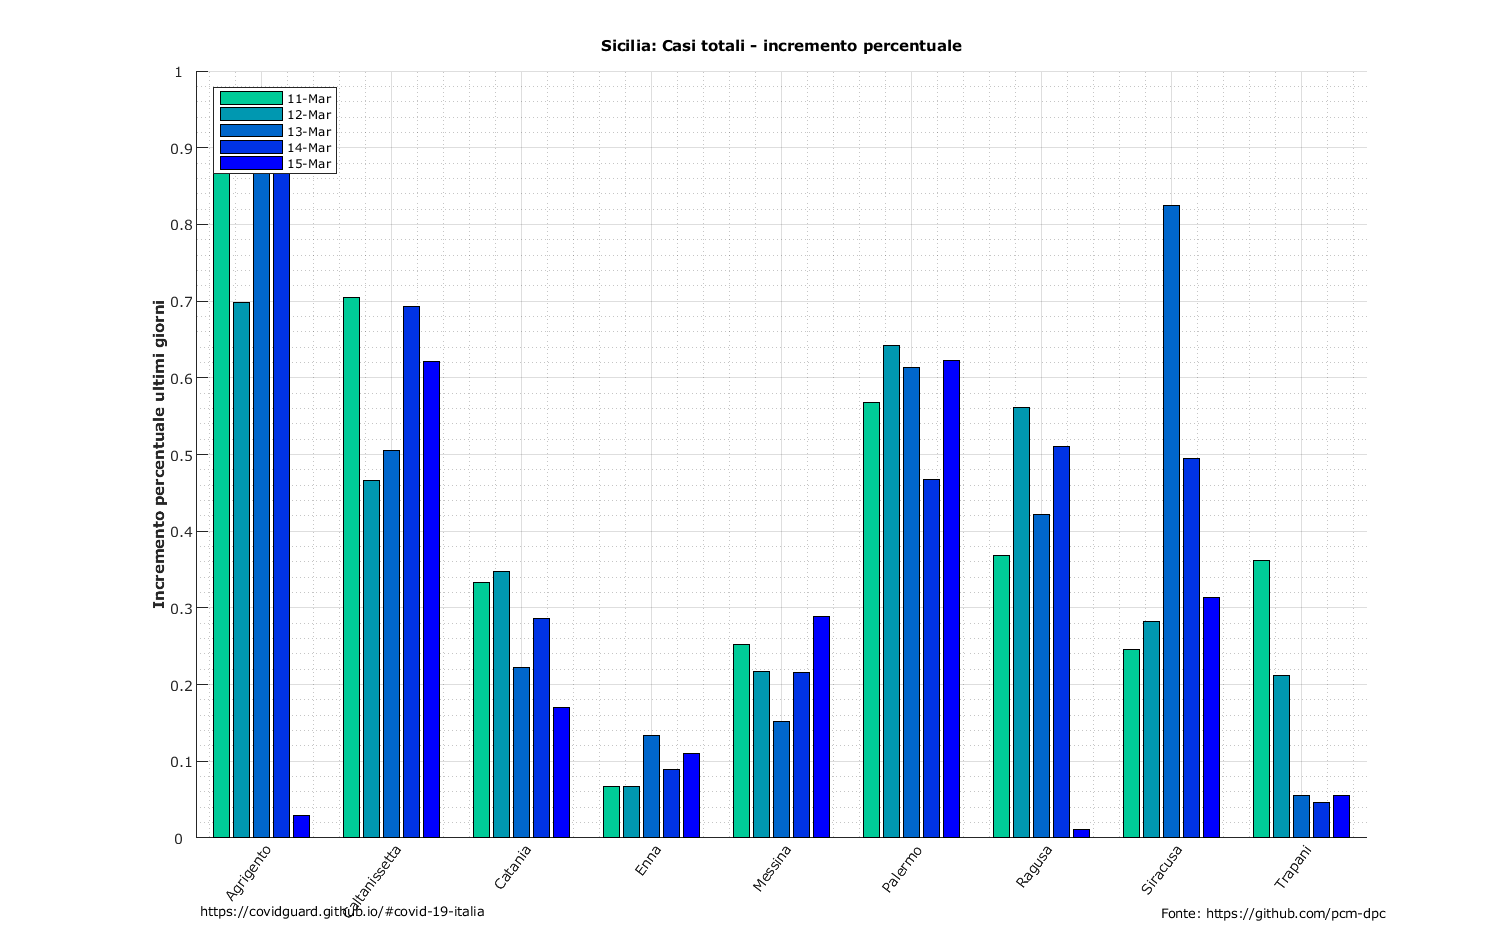 Sicilia: Casi totali - incremento percentuale
1
0.9
0.8
0.7
0.6
0.5
0.4
0.3
0.2
0.1
0
Incremento percentuale ultimi giorni
11-Mar
12-Mar
13-Mar
14-Mar
15-Mar
Agrigento
Caltanissetta
Catania
Enna
Messina
Palermo
Ragusa
Siracusa
Trapani
https://covidguard.github.io/#covid-19-italia
Fonte: https://github.com/pcm-dpc